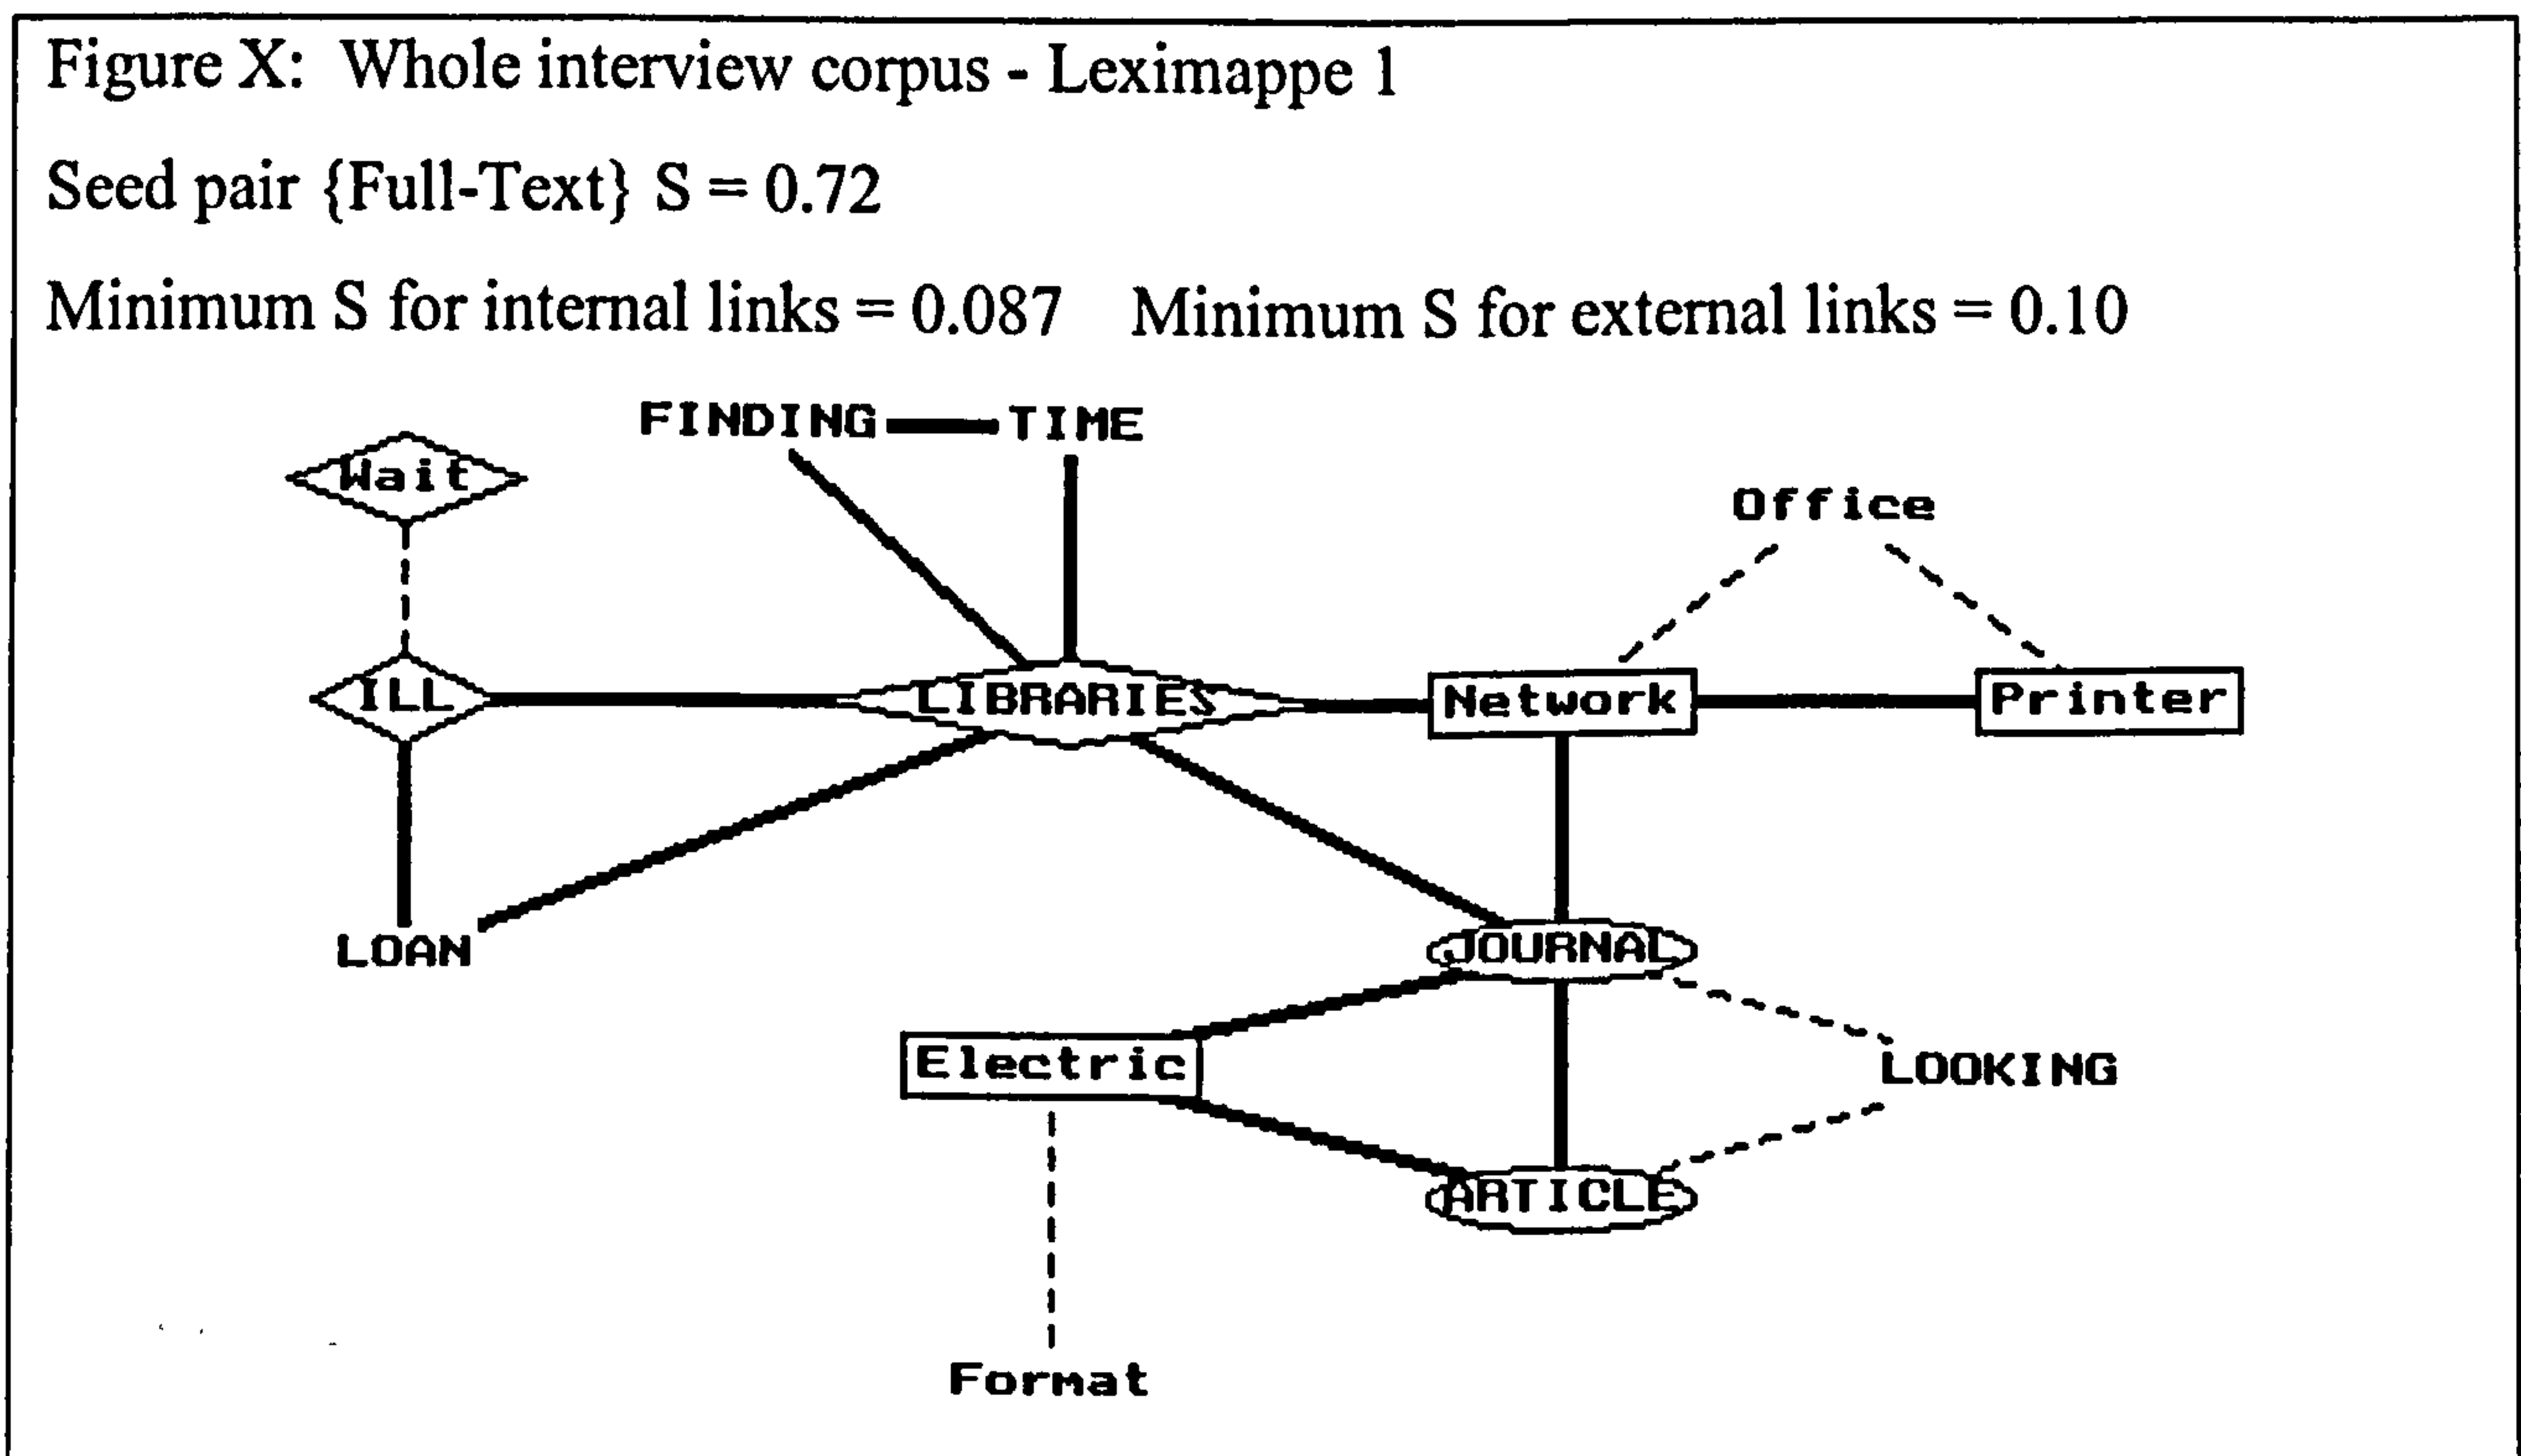 Figure X: Whole interview corpus - Leximappe 1
Seed pair {Full-Text} S = 0.72
Minimum S for internal links = 0.087 Minimum S for external links = 0.10
FINDING TIME
Wait
Office
ILL LIBRARIES Network Printer
LOAN JOURNAL
Electric LOOKING
ARTICLE
Format